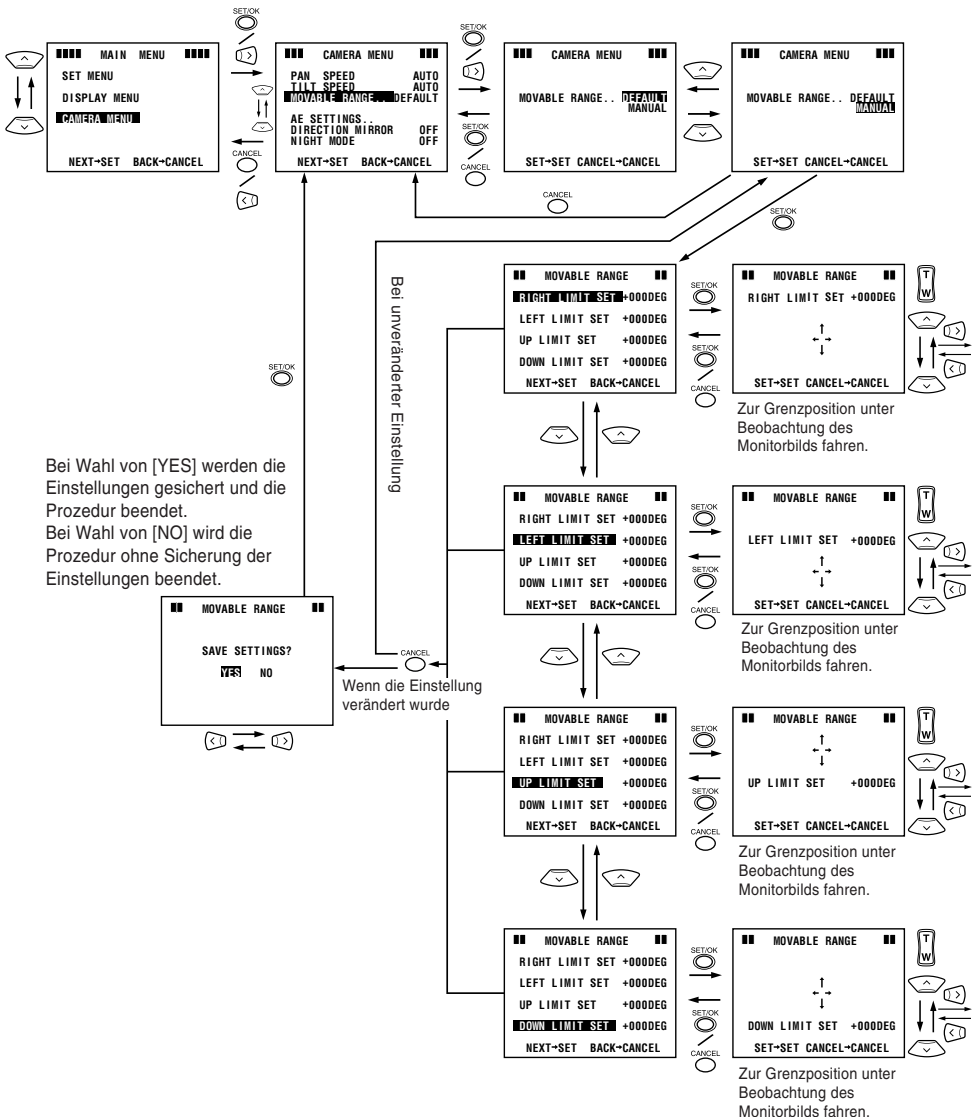 SET/OK
MAIN MENU
SET MENU
DISPLAY MENU
CAMERA MENU
NEXT→SET BACK→CANCEL
CANCEL
CAMERA MENU
PAN SPEED AUTO
TILT SPEED AUTO
MOVABLE RANGE.. DEFAULT
AE SETTINGS..
DIRECTION MIRROR OFF
NIGHT MODE OFF
NEXT→SET BACK→CANCEL
SET/OK
SET/OK
CANCEL
CAMERA MENU
MOVABLE RANGE.. DEFAULT
MANUAL
SET→SET CANCEL→CANCEL
CAMERA MENU
MOVABLE RANGE.. DEFAULT
MANUAL
SET→SET CANCEL→CANCEL
CANCEL
SET/OK
Bei unveränderter Einstellung
SET/OK
Bei Wahl von [YES] werden die
Einstellungen gesichert und die
Prozedur beendet.
Bei Wahl von [NO] wird die
Prozedur ohne Sicherung der
Einstellungen beendet.
MOVABLE RANGE
SAVE SETTINGS?
YES NO
CANCEL
Wenn die Einstellung
verändert wurde
MOVABLE RANGE
RIGHT LIMIT SET +000DEG
LEFT LIMIT SET +000DEG
UP LIMIT SET +000DEG
DOWN LIMIT SET +000DEG
NEXT→SET BACK→CANCEL
SET/OK
SET/OK
CANCEL
MOVABLE RANGE
RIGHT LIMIT SET +000DEG
SET→SET CANCEL→CANCEL
T
W
Zur Grenzposition unter
Beobachtung des
Monitorbilds fahren.
MOVABLE RANGE
RIGHT LIMIT SET +000DEG
LEFT LIMIT SET +000DEG
UP LIMIT SET +000DEG
DOWN LIMIT SET +000DEG
NEXT→SET BACK→CANCEL
SET/OK
SET/OK
CANCEL
MOVABLE RANGE
LEFT LIMIT SET +000DEG
SET→SET CANCEL→CANCEL
T
W
Zur Grenzposition unter
Beobachtung des
Monitorbilds fahren.
MOVABLE RANGE
RIGHT LIMIT SET +000DEG
LEFT LIMIT SET +000DEG
UP LIMIT SET +000DEG
DOWN LIMIT SET +000DEG
NEXT→SET BACK→CANCEL
SET/OK
SET/OK
CANCEL
MOVABLE RANGE
UP LIMIT SET +000DEG
SET→SET CANCEL→CANCEL
T
W
Zur Grenzposition unter
Beobachtung des
Monitorbilds fahren.
MOVABLE RANGE
RIGHT LIMIT SET +000DEG
LEFT LIMIT SET +000DEG
UP LIMIT SET +000DEG
DOWN LIMIT SET +000DEG
NEXT→SET BACK→CANCEL
SET/OK
SET/OK
CANCEL
MOVABLE RANGE
DOWN LIMIT SET +000DEG
SET→SET CANCEL→CANCEL
T
W
Zur Grenzposition unter
Beobachtung des
Monitorbilds fahren.